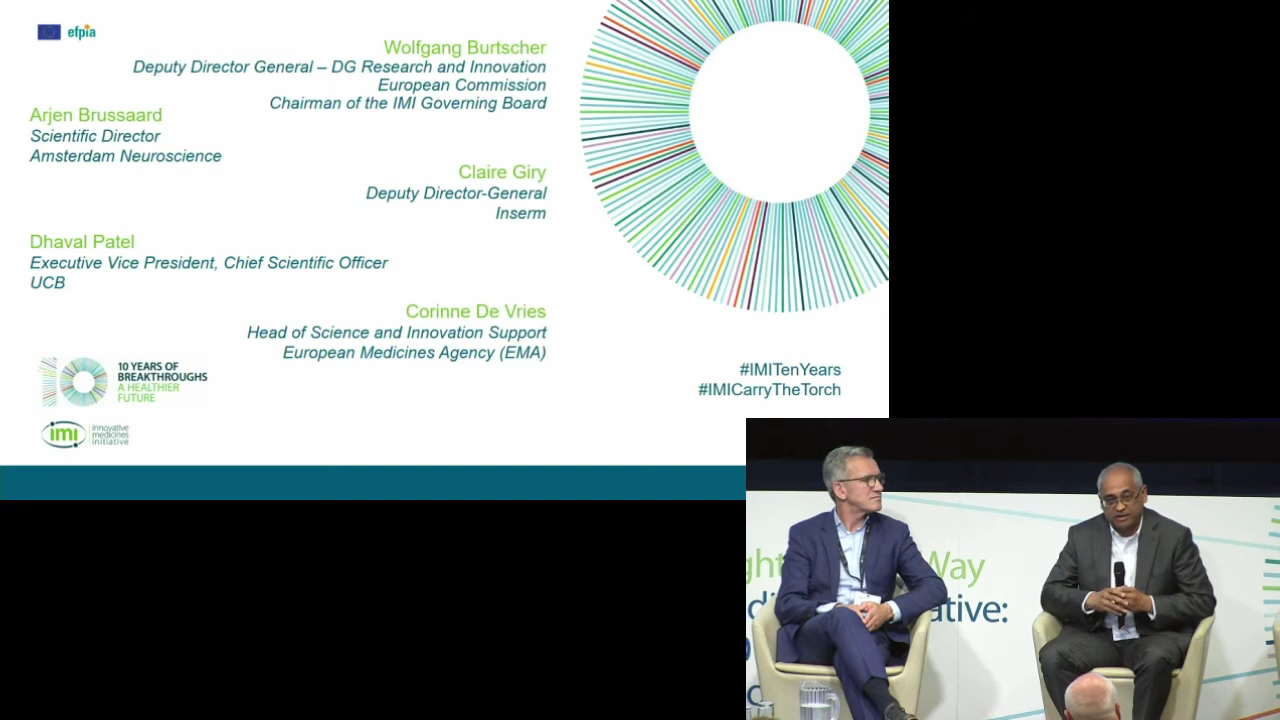 efpia
Wolfgang Burtscher
Deputy Director General – DG Research and Innovation
European Commission
Chairman of the IMI Governing Board
Arjen Brussaard
Scientific Director
Amsterdam Neuroscience
Claire Giry
Deputy Director-General
Inserm
Dhaval Patel
Executive Vice President, Chief Scientific Officer
UCB
Corinne De Vries
Head of Science and Innovation Support
European Medicines Agency (EMA)
10 YEARS OF
BREAKTHROUGHS
A HEALTHIER
FUTURE
#IMITenYears
#IMICarryTheTorch
imi
innovative
medicines
initiative
ght Way
ative: